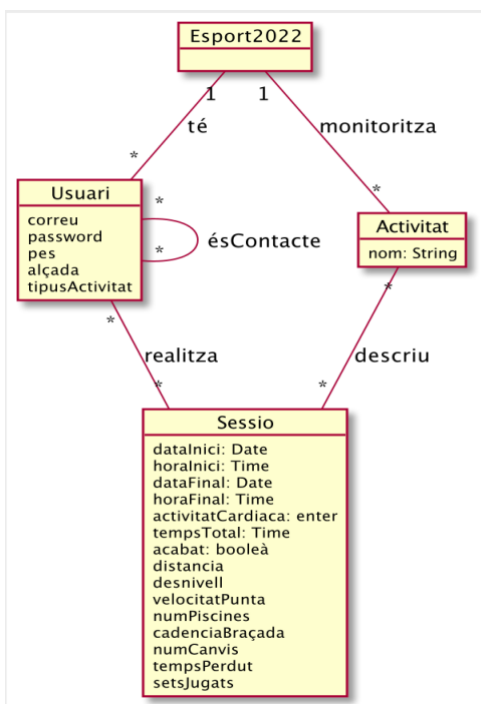 Esport2022
1
1
té
monitoritza
*
*
Usuari
correu
password
pes
alçada
tipusActivitat
*
*
ésContacte
Activitat
nom: String
*
*
realitza
descriu
*
*
Sessio
dataInici: Date
horaInici: Time
dataFinal: Date
horaFinal: Time
activitatCardiaca: enter
tempsTotal: Time
acabat: booleà
distancia
desnivell
velocitatPunta
numPiscines
cadenciaBraçada
numCanvis
tempsPerdut
setsJugats